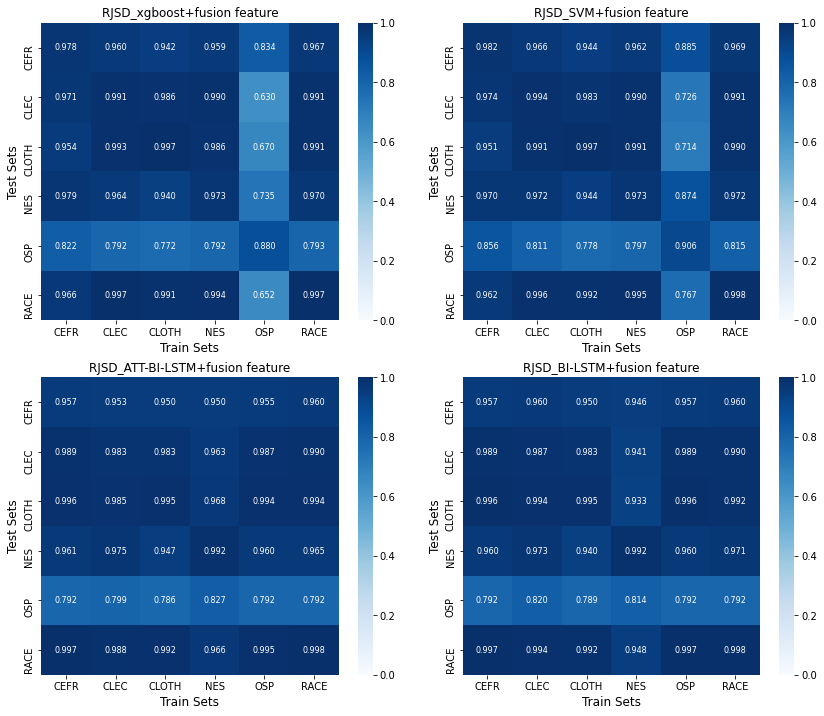 RJSD_xgboost+fusion feature
Test Sets
CEFR 0.978 0.960 0.942 0.959 0.834 0.967
CLEC 0.971 0.991 0.986 0.990 0.630 0.991
CLOTH 0.954 0.993 0.997 0.986 0.670 0.991
NES 0.979 0.964 0.940 0.973 0.735 0.970
OSP 0.822 0.792 0.772 0.792 0.880 0.793
RACE 0.966 0.997 0.991 0.994 0.652 0.997
CEFR CLEC CLOTH NES OSP RACE
Train Sets
1.0
0.8
0.6
0.4
0.2
0.0
RJSD_SVM+fusion feature
Test Sets
CEFR 0.982 0.966 0.944 0.962 0.885 0.969
CLEC 0.974 0.994 0.983 0.990 0.726 0.991
CLOTH 0.951 0.991 0.997 0.991 0.714 0.990
NES 0.970 0.972 0.944 0.973 0.874 0.972
OSP 0.856 0.811 0.778 0.797 0.906 0.815
RACE 0.962 0.996 0.992 0.995 0.767 0.998
CEFR CLEC CLOTH NES OSP RACE
Train Sets
1.0
0.8
0.6
0.4
0.2
0.0
RJSD_ATT-BI-LSTM+fusion feature
Test Sets
CEFR 0.957 0.953 0.950 0.950 0.955 0.960
CLEC 0.989 0.983 0.983 0.963 0.987 0.990
CLOTH 0.996 0.985 0.995 0.968 0.994 0.994
NES 0.961 0.975 0.947 0.992 0.960 0.965
OSP 0.792 0.799 0.786 0.827 0.792 0.792
RACE 0.997 0.988 0.992 0.966 0.995 0.998
CEFR CLEC CLOTH NES OSP RACE
Train Sets
1.0
0.8
0.6
0.4
0.2
0.0
RJSD_BI-LSTM+fusion feature
Test Sets
CEFR 0.957 0.960 0.950 0.946 0.957 0.960
CLEC 0.989 0.987 0.983 0.941 0.989 0.990
CLOTH 0.996 0.994 0.995 0.933 0.996 0.992
NES 0.960 0.973 0.940 0.992 0.960 0.971
OSP 0.792 0.820 0.789 0.814 0.792 0.792
RACE 0.997 0.994 0.992 0.948 0.997 0.998
CEFR CLEC CLOTH NES OSP RACE
Train Sets
1.0
0.8
0.6
0.4
0.2
0.0